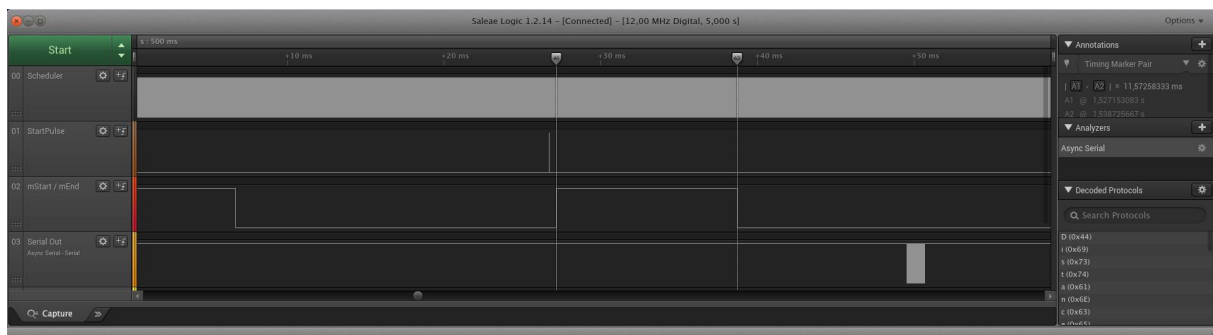 Saleae Logic 1.2.14 - [Connected] - [12,00 MHz Digital, 5,000 s]
Options
Start
s : 500 ms
+10 ms
+20 ms
+30 ms
+40 ms
+50 ms
A1
A2
00 Scheduler
01 StartPulse
02 mStart / mEnd
03 Serial Out
Async Serial - Serial
Capture
Annotations
Timing Marker Pair
| A1 - A2 | = 11,57258333 ms
A1 @ 1,527153083 s
A2 @ 1,538725667 s
Analyzers
Async Serial
Decoded Protocols
Search Protocols
D (0x44)
i (0x69)
s (0x73)
t (0x74)
a (0x61)
n (0x6E)
c (0x63)
e (0x65)